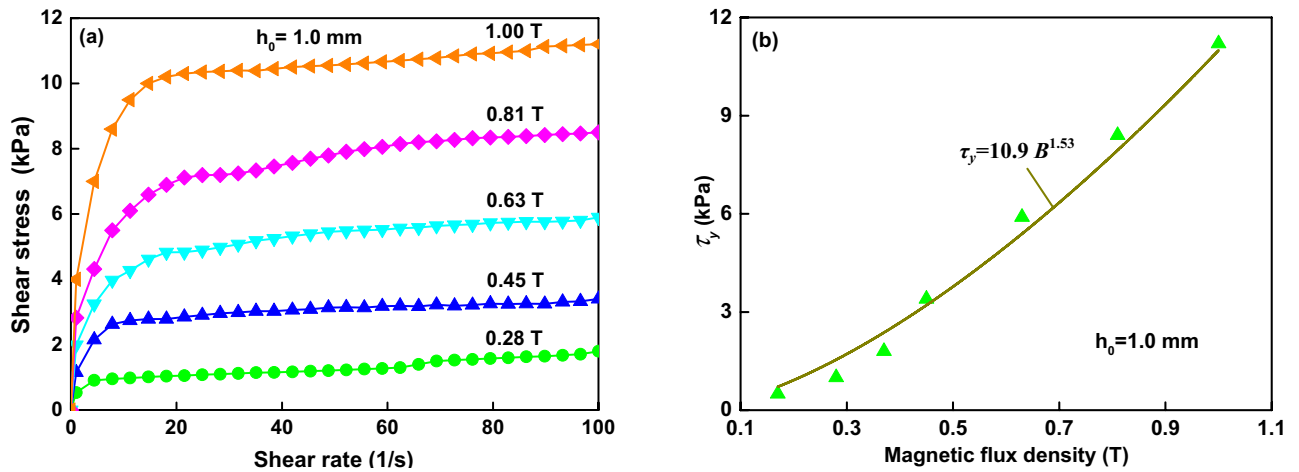 (a)
h₀= 1.0 mm
1.00 T
0.81 T
0.63 T
0.45 T
0.28 T
12
10
8
6
4
2
0
Shear stress (kPa)
0 20 40 60 80 100
Shear rate (1/s)
(b)
τy=10.9 B^1.53
h₀=1.0 mm
12
9
6
3
0
τy (kPa)
0.1 0.3 0.5 0.7 0.9 1.1
Magnetic flux density (T)